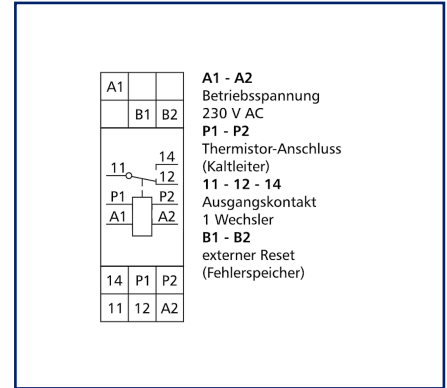 A1
B1 B2
14
11
12
P1 P2
A1 A2
14 P1 P2
11 12 A2
A1 - A2
Betriebsspannung
230 V AC
P1 - P2
Thermistor-Anschluss
(Kaltleiter)
11 - 12 - 14
Ausgangskontakt
1 Wechsler
B1 - B2
externer Reset
(Fehlerspeicher)